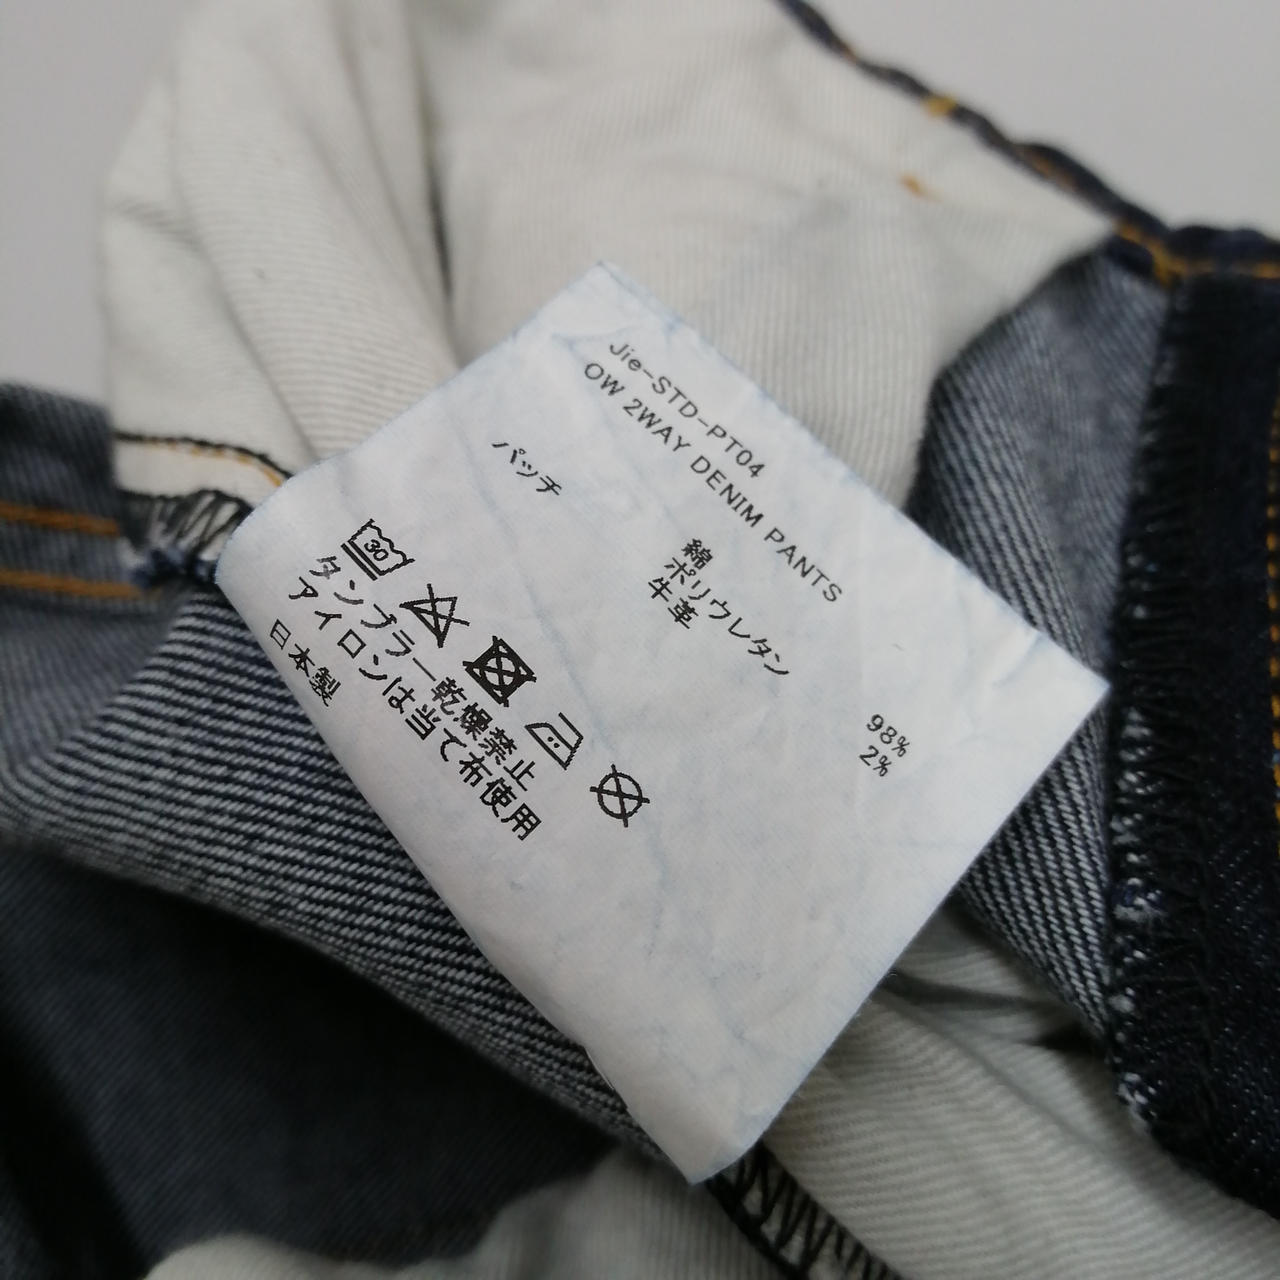 Jie-STD-PT04
OW 2WAY DENIM PANTS
綿 98%
ポリウレタン 2%
パッチ 牛革
30
タンブラー乾燥禁止
アイロンは当て布使用
日本製